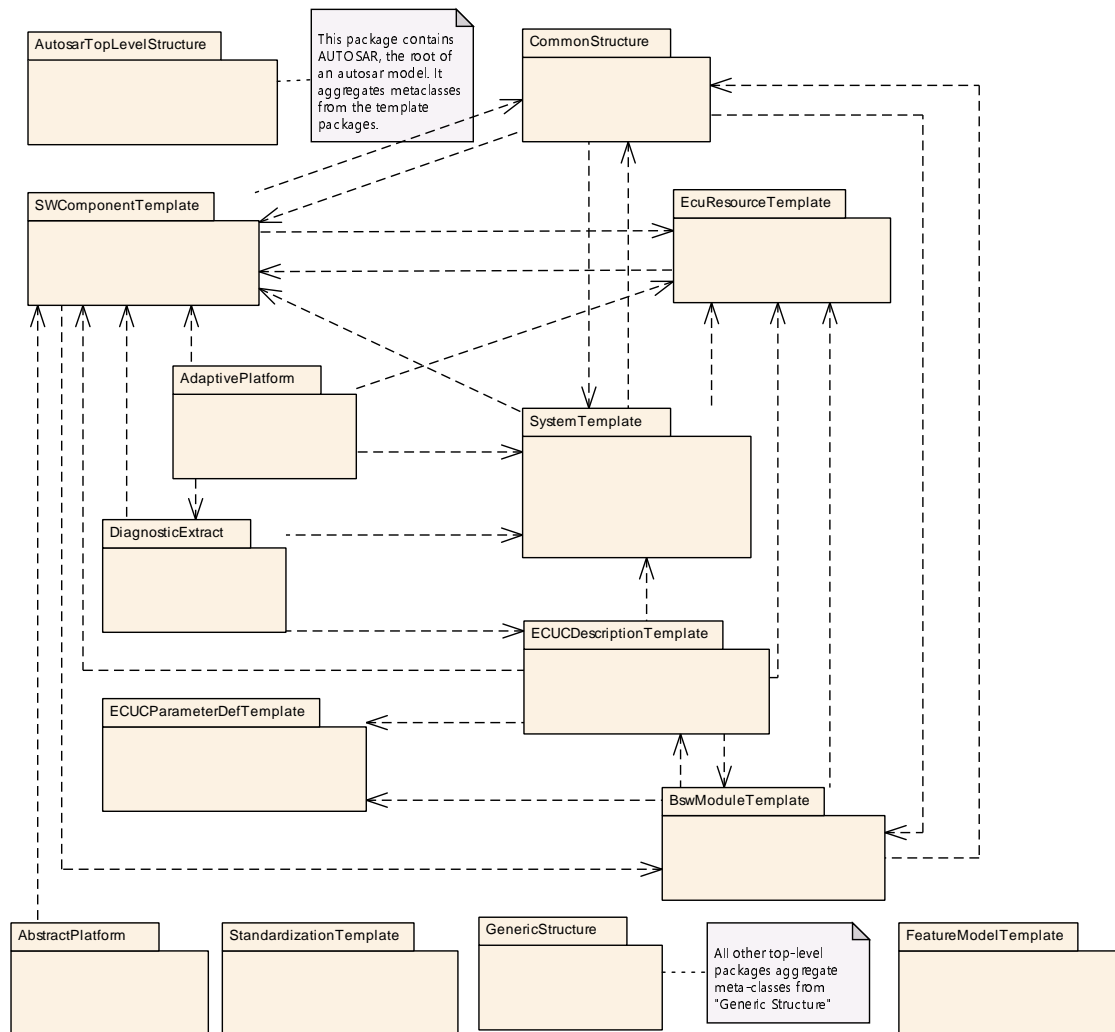 AutosarTopLevelStructure
This package contains
AUTOSAR, the root of
an autosar model. It
aggregates metaclasses
from the template
packages.
CommonStructure
SWComponentTemplate
EcuResourceTemplate
AdaptivePlatform
SystemTemplate
DiagnosticExtract
ECUCDescriptionTemplate
ECUCParameterDefTemplate
BswModuleTemplate
AbstractPlatform
StandardizationTemplate
GenericStructure
All other top-level
packages aggregate
meta-classes from
"Generic Structure"
FeatureModelTemplate